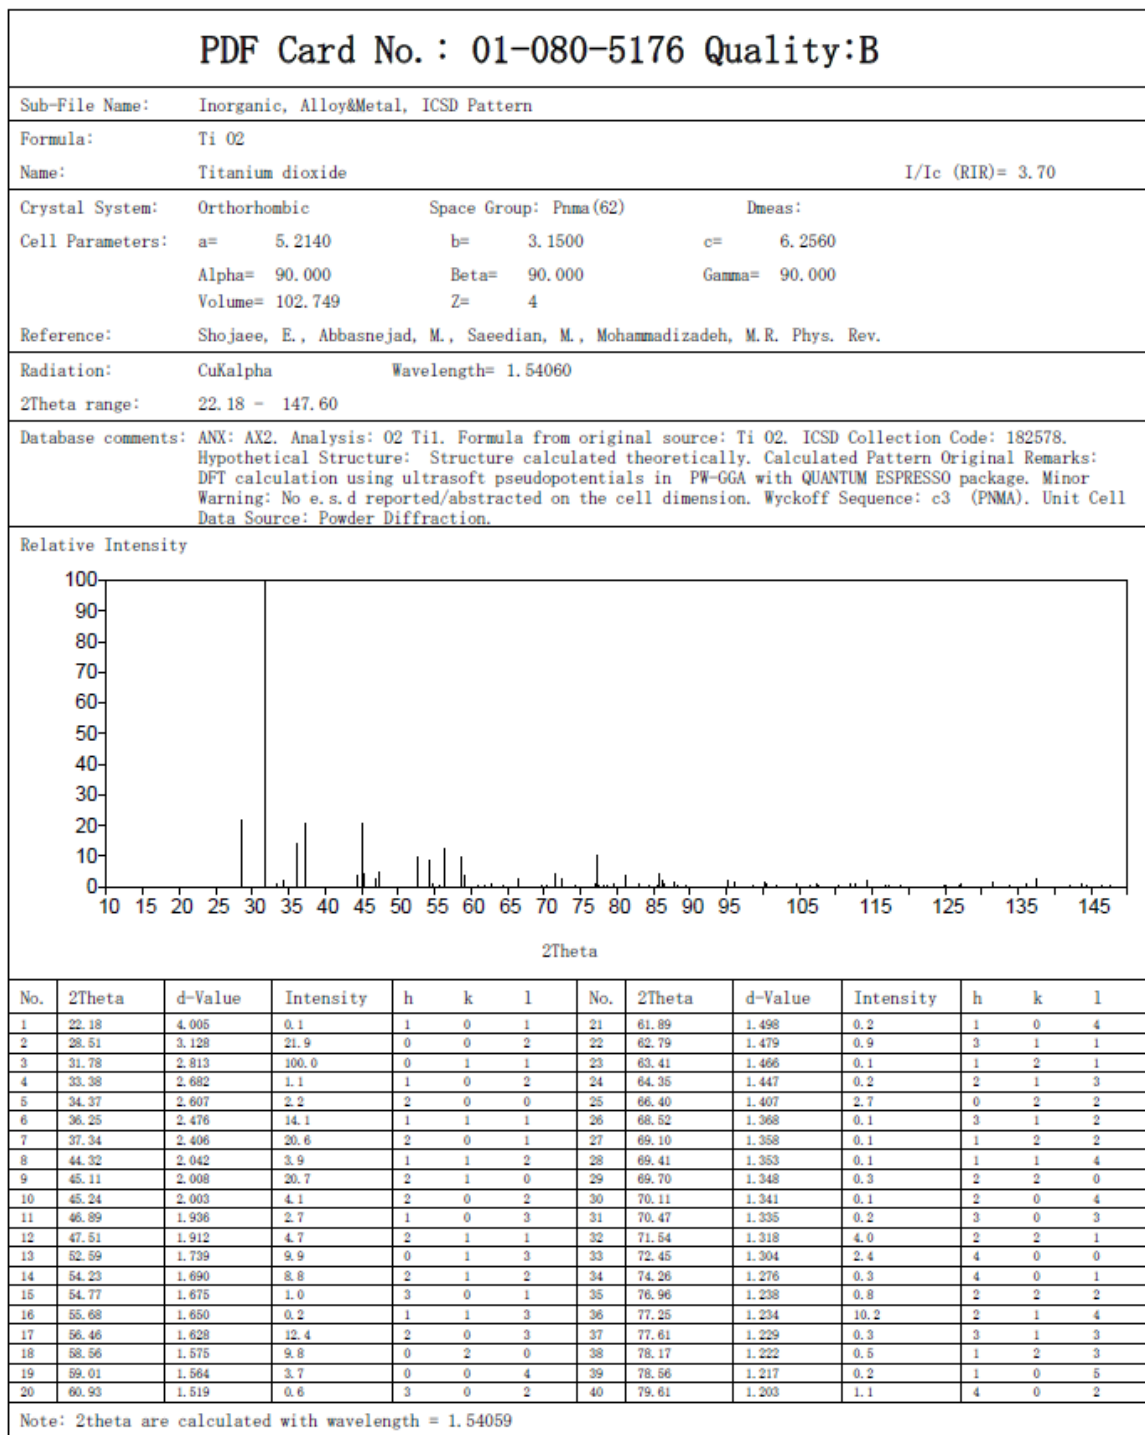 PDF Card No.: 01-080-5176 Quality:B
Sub-File Name: Inorganic, Alloy&Metal, ICSD Pattern
Formula: Ti O2
Name: Titanium dioxide I/Ic (RIR)= 3.70
Crystal System: Orthorhombic Space Group: Pnma(62) Dmeas:
Cell Parameters: a= 5.2140 b= 3.1500 c= 6.2560
Alpha= 90.000 Beta= 90.000 Gamma= 90.000
Volume= 102.749 Z= 4
Reference: Shojaee, E., Abbasnejad, M., Saeedian, M., Mohammadizadeh, M.R. Phys. Rev.
Radiation: CuKalpha Wavelength= 1.54060
2Theta range: 22.18 - 147.60
Database comments: ANX: AX2. Analysis: O2 Ti1. Formula from original source: Ti O2. ICSD Collection Code: 182578.
Hypothetical Structure: Structure calculated theoretically. Calculated Pattern Original Remarks:
DFT calculation using ultrasoft pseudopotentials in PW-GGA with QUANTUM ESPRESSO package. Minor
Warning: No e.s.d reported/abstracted on the cell dimension. Wyckoff Sequence: c3 (PNMA). Unit Cell
Data Source: Powder Diffraction.
Relative Intensity
100
90
80
70
60
50
40
30
20
10
0
10 15 20 25 30 35 40 45 50 55 60 65 70 75 80 85 90 95 105 115 125 135 145
2Theta
No. 2Theta d-Value Intensity h k l No. 2Theta d-Value Intensity h k l
1 22.18 4.005 0.1 1 0 1 21 61.89 1.498 0.2 1 0 4
2 28.51 3.128 21.9 0 0 2 22 62.79 1.479 0.9 3 1 1
3 31.78 2.813 100.0 0 1 1 23 63.41 1.466 0.1 1 2 1
4 33.38 2.682 1.1 1 0 2 24 64.35 1.447 0.2 2 1 3
5 34.37 2.607 2.2 2 0 0 25 66.40 1.407 2.7 0 2 2
6 36.25 2.476 14.1 1 1 1 26 68.52 1.368 0.1 3 1 2
7 37.34 2.406 20.6 2 0 1 27 69.10 1.358 0.1 1 2 2
8 44.32 2.042 3.9 1 1 2 28 69.41 1.353 0.1 1 1 4
9 45.11 2.008 20.7 2 1 0 29 69.70 1.348 0.3 2 2 0
10 45.24 2.003 4.1 2 0 2 30 70.11 1.341 0.1 2 0 4
11 46.89 1.936 2.7 1 0 3 31 70.47 1.335 0.2 3 0 3
12 47.51 1.912 4.7 2 1 1 32 71.54 1.318 4.0 2 2 1
13 52.59 1.739 9.9 0 1 3 33 72.45 1.304 2.4 4 0 0
14 54.23 1.690 8.8 2 1 2 34 74.26 1.276 0.3 4 0 1
15 54.77 1.675 1.0 3 0 1 35 76.96 1.238 0.8 2 2 2
16 55.68 1.650 0.2 1 1 3 36 77.25 1.234 10.2 2 1 4
17 56.46 1.628 12.4 2 0 3 37 77.61 1.229 0.3 3 1 3
18 58.56 1.575 9.8 0 2 0 38 78.17 1.222 0.5 1 2 3
19 59.01 1.564 3.7 0 0 4 39 78.56 1.217 0.2 1 0 5
20 60.93 1.519 0.6 3 0 2 40 79.61 1.203 1.1 4 0 2
Note: 2theta are calculated with wavelength = 1.54059